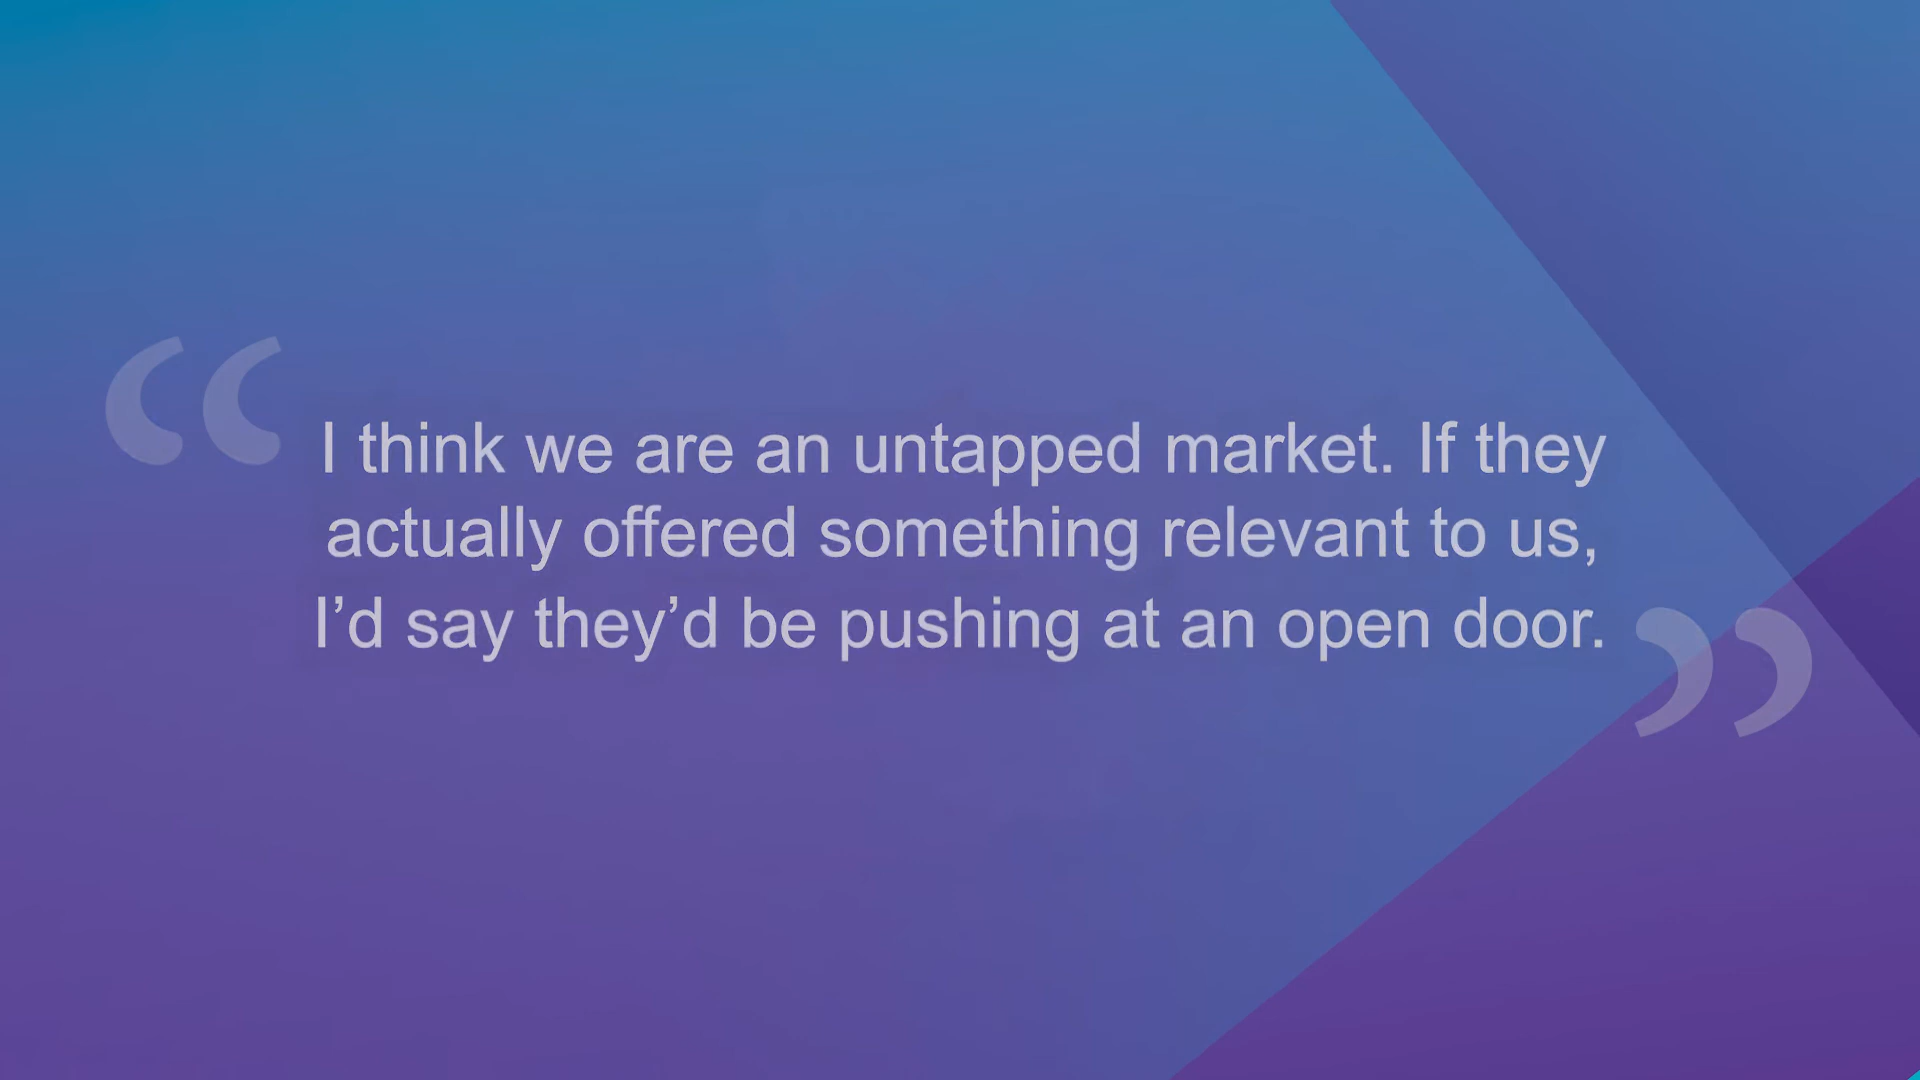 “I think we are an untapped market. If they
actually offered something relevant to us,
I’d say they’d be pushing at an open door.”